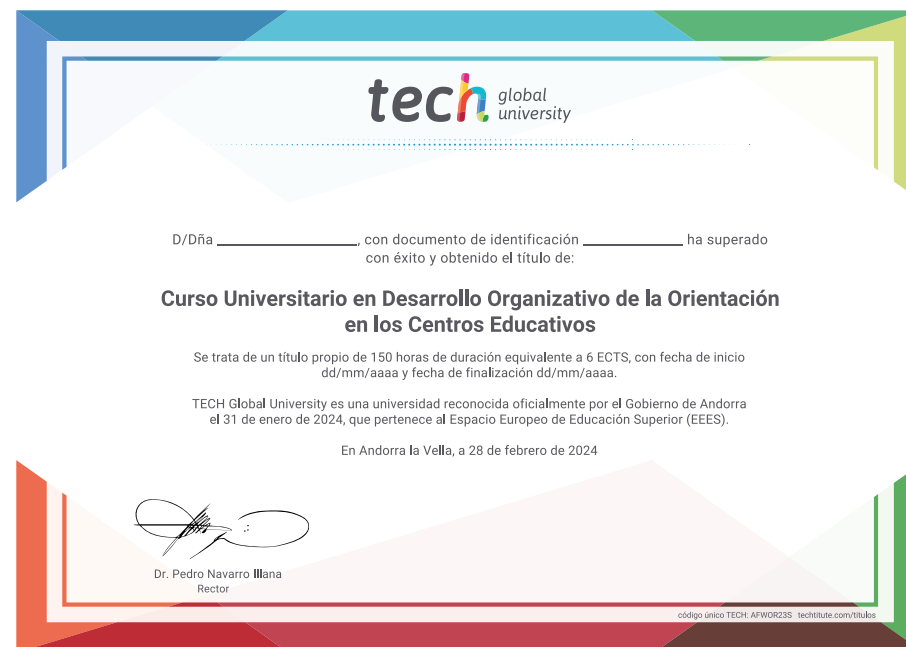 tech global university
D/Dña ____________________, con documento de identificación ______________ ha superado
con éxito y obtenido el título de:
Curso Universitario en Desarrollo Organizativo de la Orientación
en los Centros Educativos
Se trata de un título propio de 150 horas de duración equivalente a 6 ECTS, con fecha de inicio
dd/mm/aaaa y fecha de finalización dd/mm/aaaa.
TECH Global University es una universidad reconocida oficialmente por el Gobierno de Andorra
el 31 de enero de 2024, que pertenece al Espacio Europeo de Educación Superior (EEES).
En Andorra la Vella, a 28 de febrero de 2024
Dr. Pedro Navarro Illana
Rector
código único TECH: AFWOR23S techtitute.com/titulos